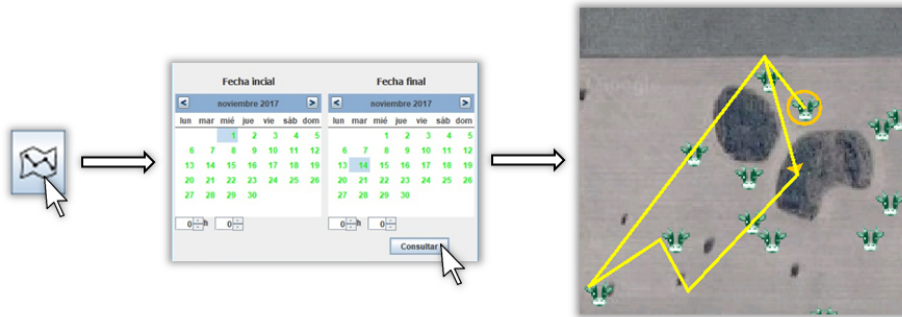 Fecha incial
< noviembre 2017 >
lun mar mié jue vie sáb dom
1 2 3 4 5
6 7 8 9 10 11 12
13 14 15 16 17 18 19
20 21 22 23 24 25 26
27 28 29 30
0 h 0
Fecha final
< noviembre 2017 >
lun mar mié jue vie sáb dom
1 2 3 4 5
6 7 8 9 10 11 12
13 14 15 16 17 18 19
20 21 22 23 24 25 26
27 28 29 30
0 h 0
Consultar
Google